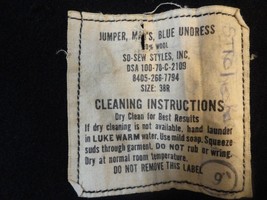 JUMPER, MAN'S, BLUE UNDRESS
100% WOOL
SO-SEW STYLES, INC.
DSA 100-76-C-2109
8405-266-7794
SIZE: 38R
CLEANING INSTRUCTIONS
Dry Clean for Best Results
If dry cleaning is not available, hand launder
in LUKE WARM water. Use mild soap. Squeeze
suds through garment. DO NOT rub or wring.
Dry at normal room temperature.
DO NOT REMOVE THIS LABEL